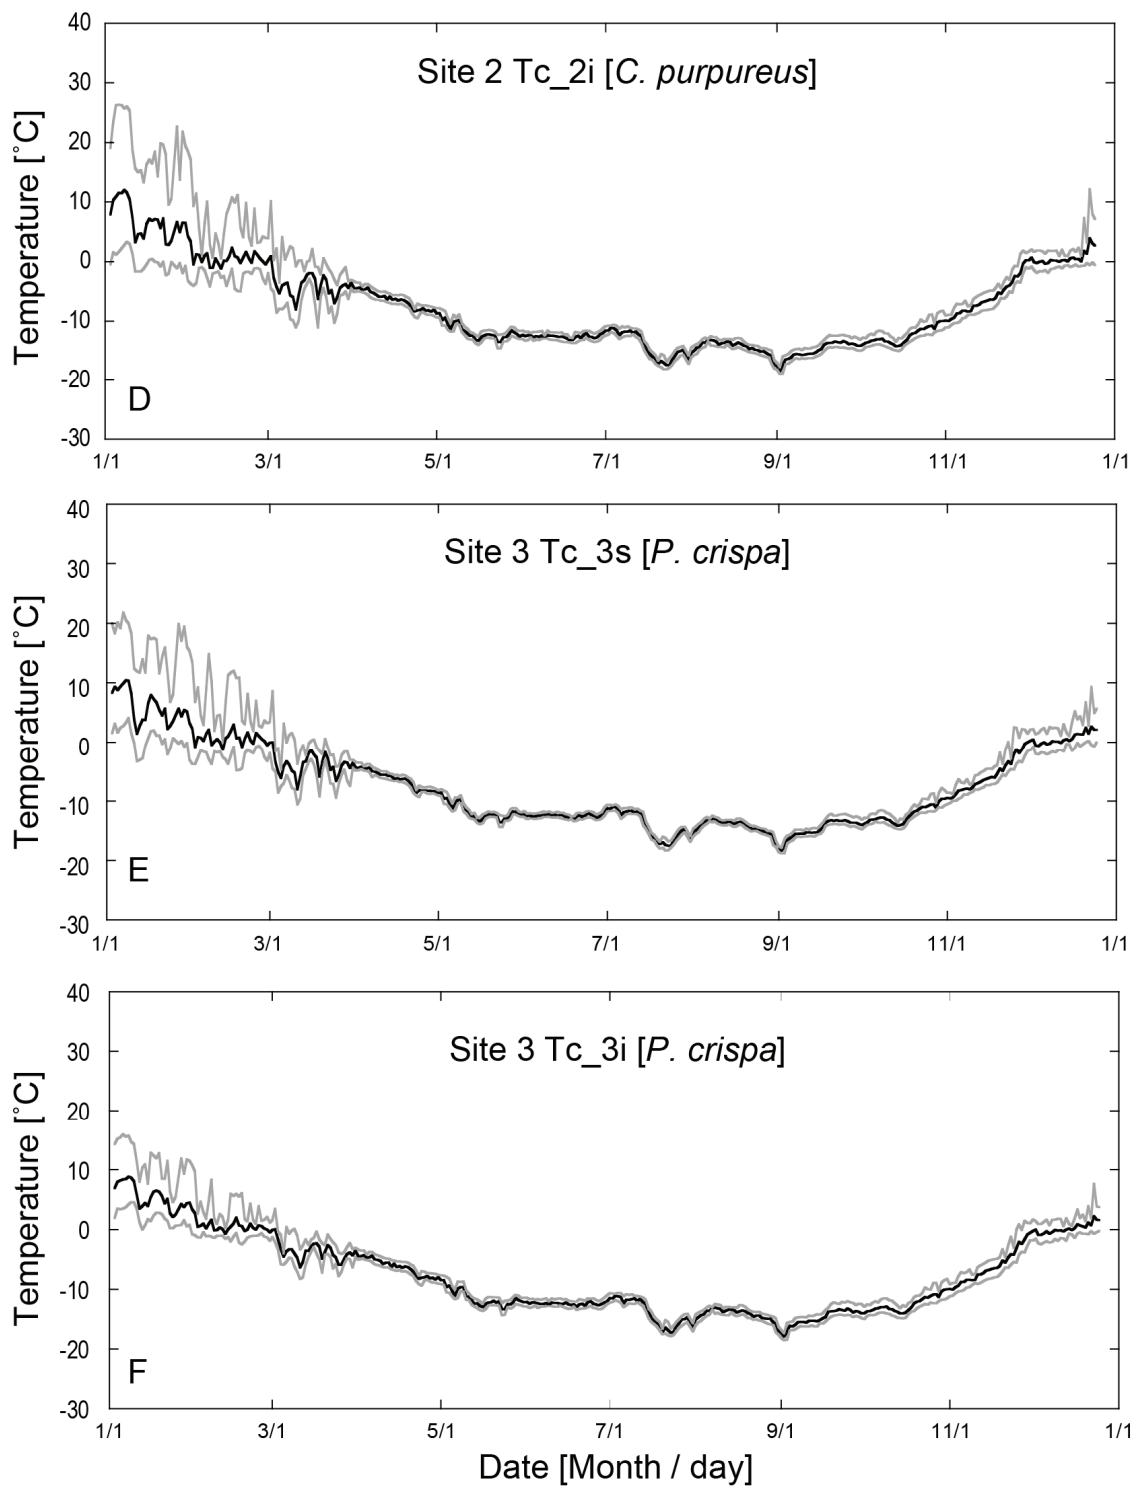 40
Site 2 Tc_2i [C. purpureus]
30
20
10
0
-10
-20
-30
Temperature [˚C]
D
1/1 3/1 5/1 7/1 9/1 11/1 1/1
40
Site 3 Tc_3s [P. crispa]
30
20
10
0
-10
-20
-30
Temperature [˚C]
E
1/1 3/1 5/1 7/1 9/1 11/1 1/1
40
Site 3 Tc_3i [P. crispa]
30
20
10
0
-10
-20
-30
Temperature [˚C]
F
1/1 3/1 5/1 7/1 9/1 11/1 1/1
Date [Month / day]